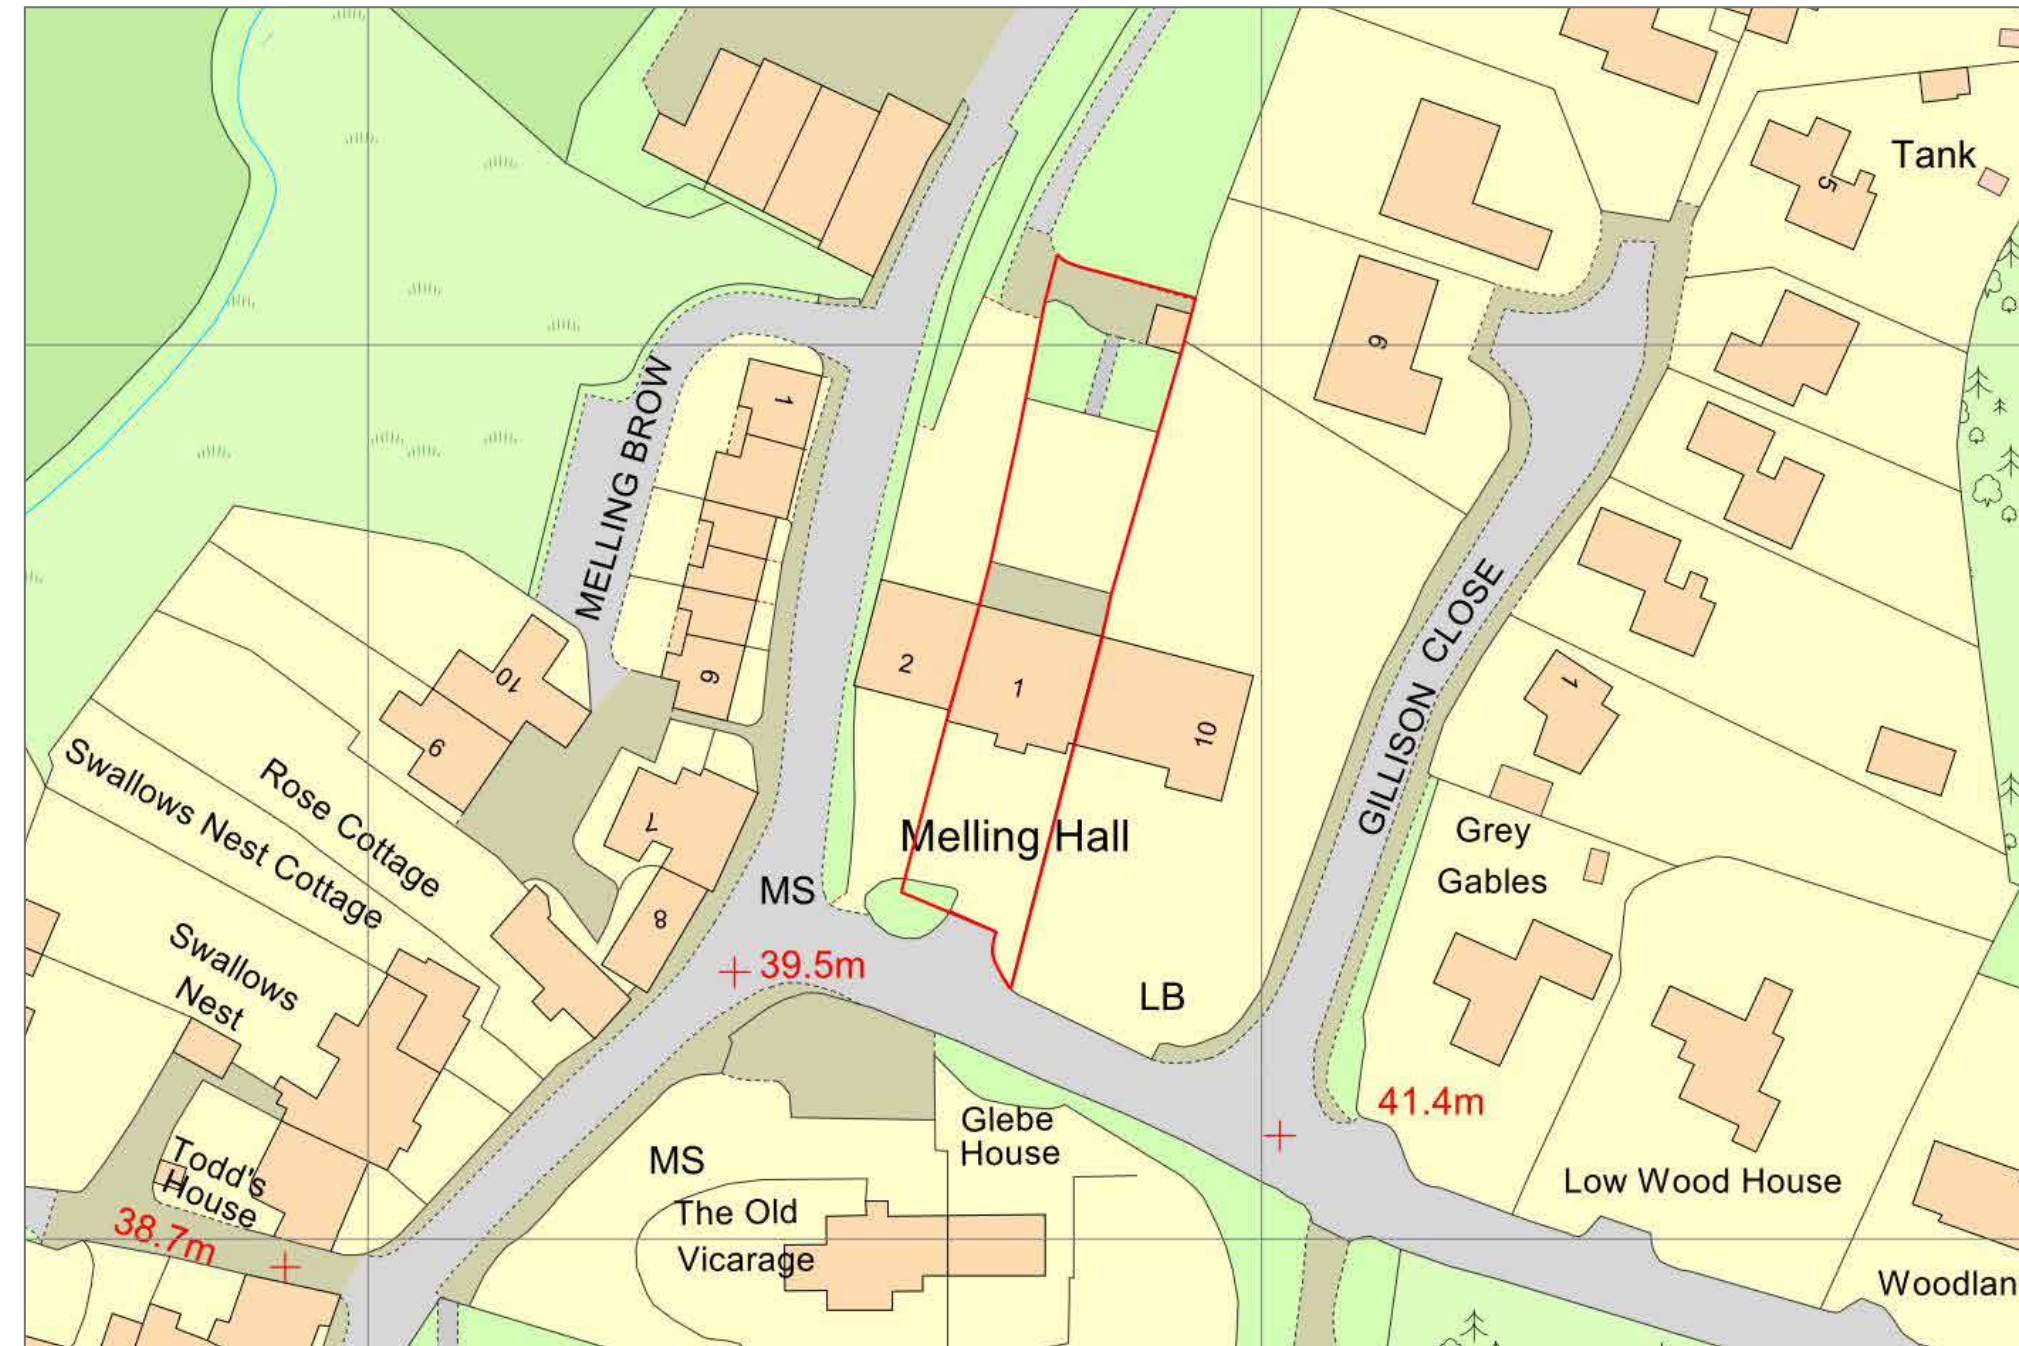 Tank
5
6
MELLING BROW
1
GILLISON CLOSE
1
10
9
6
2
1
10
Swallows Nest Cottage
Rose Cottage
7
8
Melling Hall
MS
39.5m
LB
Grey
Gables
Swallows
Nest
41.4m
Glebe
House
MS
The Old
Vicarage
Todd's
House
38.7m
Low Wood House
Woodlan